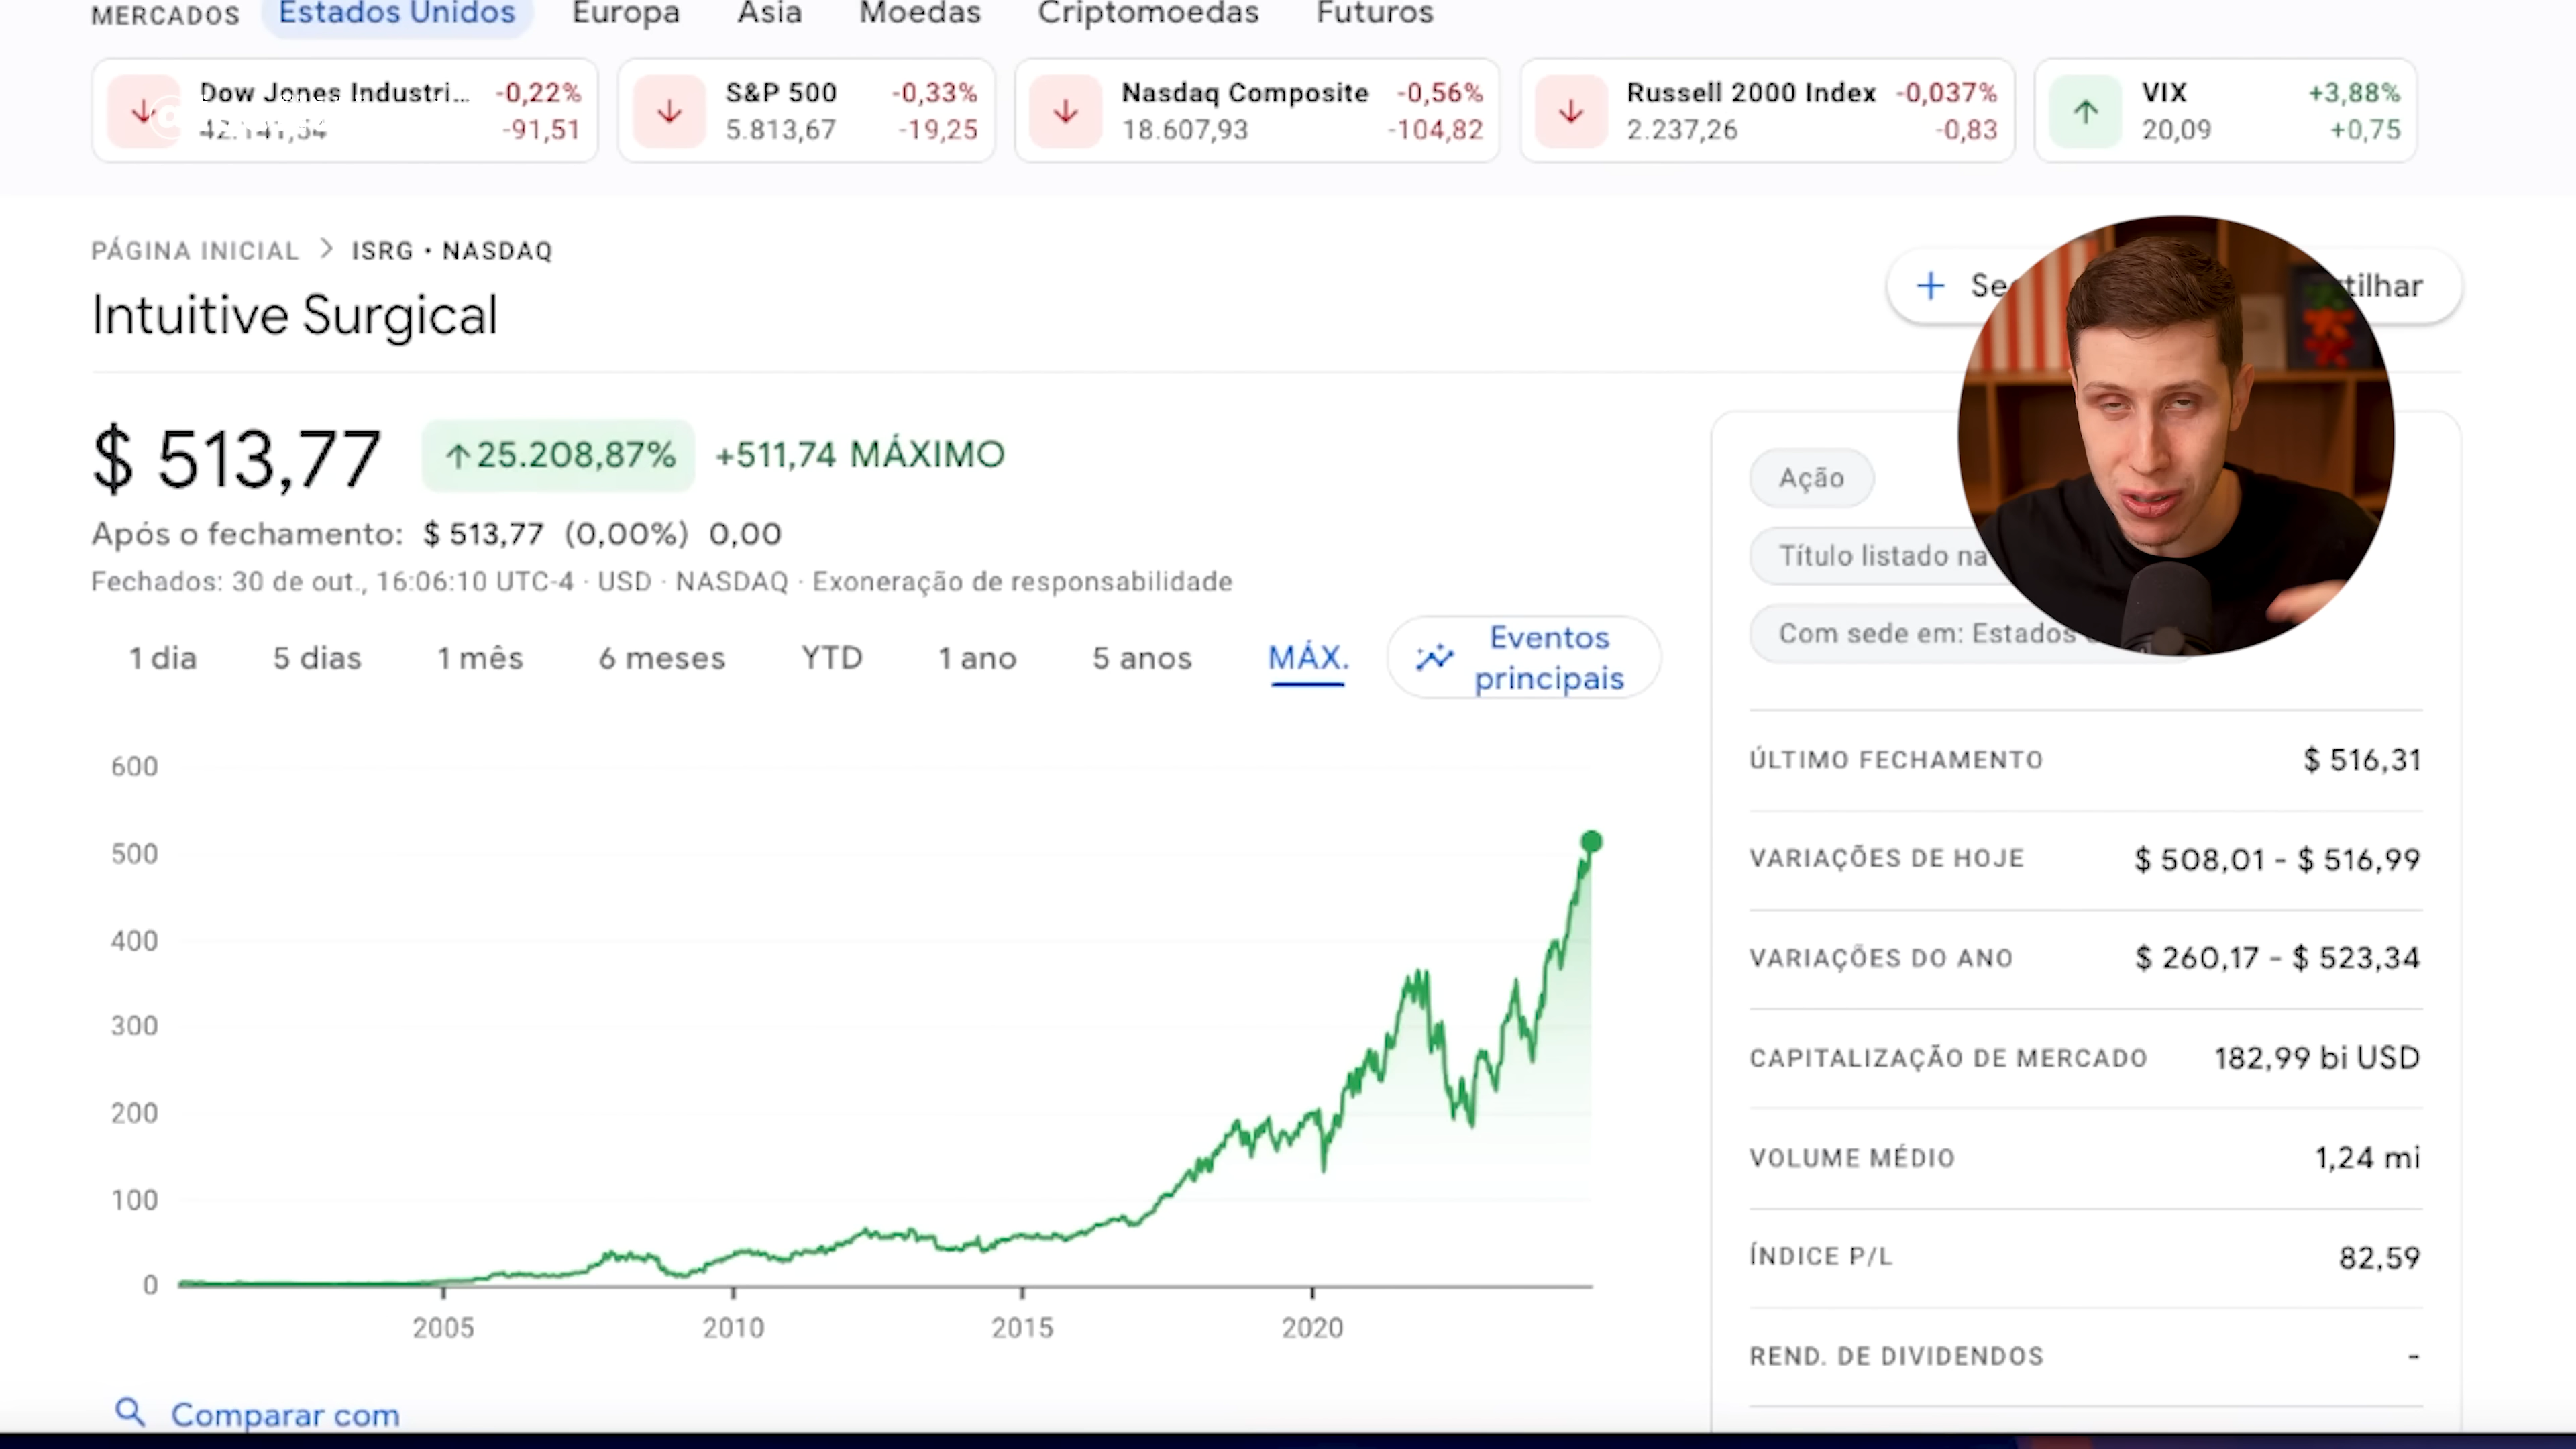 MERCADOS Estados Unidos Europa Asia Moedas Criptomoedas Futuros
Dow Jones Industri... -0,22%
-91,51
S&P 500 -0,33%
5.813,67 -19,25
Nasdaq Composite -0,56%
18.607,93 -104,82
Russell 2000 Index -0,037%
2.237,26 -0,83
VIX +3,88%
20,09 +0,75
PÁGINA INICIAL > ISRG • NASDAQ
Intuitive Surgical
+ Se
tilhar
$ 513,77 ↑25.208,87% +511,74 MÁXIMO
Após o fechamento: $ 513,77 (0,00%) 0,00
Fechados: 30 de out., 16:06:10 UTC-4 · USD · NASDAQ · Exoneração de responsabilidade
1 dia 5 dias 1 mês 6 meses YTD 1 ano 5 anos MÁX.
Eventos
principais
600
500
400
300
200
100
0
2005 2010 2015 2020
Comparar com
Ação
Título listado na
Com sede em: Estados
ÚLTIMO FECHAMENTO $ 516,31
VARIAÇÕES DE HOJE $ 508,01 - $ 516,99
VARIAÇÕES DO ANO $ 260,17 - $ 523,34
CAPITALIZAÇÃO DE MERCADO 182,99 bi USD
VOLUME MÉDIO 1,24 mi
ÍNDICE P/L 82,59
REND. DE DIVIDENDOS -